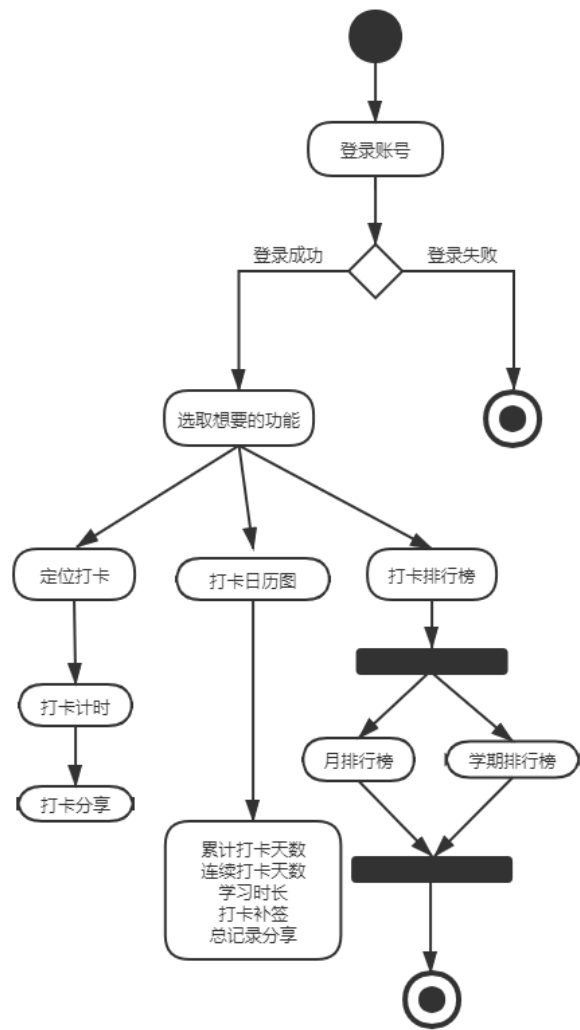 登录账号
登录成功
登录失败
选取想要的功能
定位打卡
打卡日历图
打卡排行榜
打卡计时
月排行榜
学期排行榜
打卡分享
累计打卡天数
连续打卡天数
学习时长
打卡补签
总记录分享